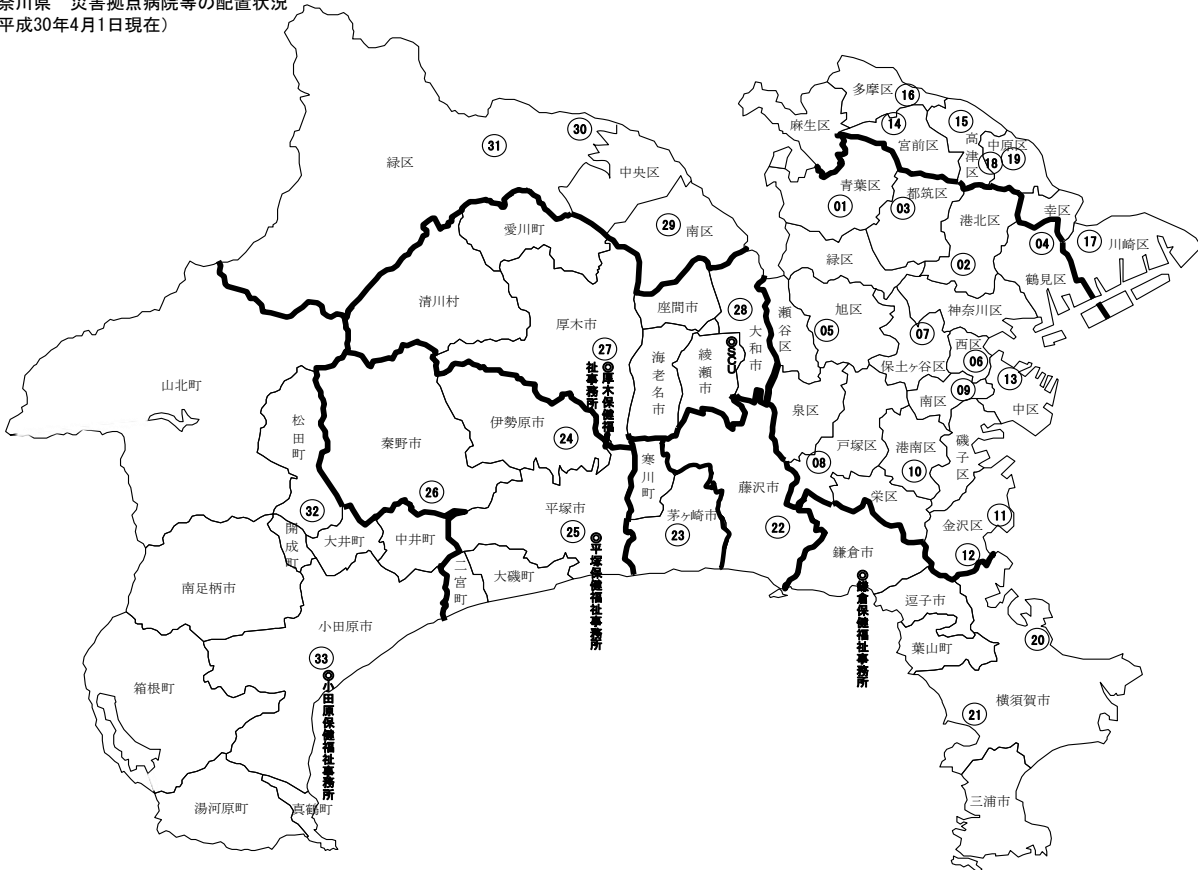 奈川県 災害拠点病院等の配置状況
平成30年4月1日現在）
多摩区
16
麻生区
14
宮前区
15
高津区
中原区
18
19
30
31
緑区
中央区
29
南区
青葉区
01
都筑区
03
港北区
幸区
04
17
川崎区
鶴見区
02
緑区
愛川町
清川村
厚木市
座間市
28
大和市
瀬谷区
旭区
05
神奈川区
07
西区
06
保土ヶ谷区
13
中区
09
南区
27
◎厚木保健福祉事務所
海老名市
綾瀬市
◎SCU
山北町
松田町
秦野市
伊勢原市
24
26
泉区
戸塚区
08
港南区
10
磯子区
栄区
金沢区
11
12
寒川町
茅ヶ崎市
23
藤沢市
22
平塚市
25
◎平塚保健福祉事務所
32
開成町
大井町
中井町
二宮町
大磯町
鎌倉市
◎鎌倉保健福祉事務所
逗子市
葉山町
20
横須賀市
21
三浦市
南足柄市
小田原市
33
◎小田原保健福祉事務所
箱根町
湯河原町
真鶴町